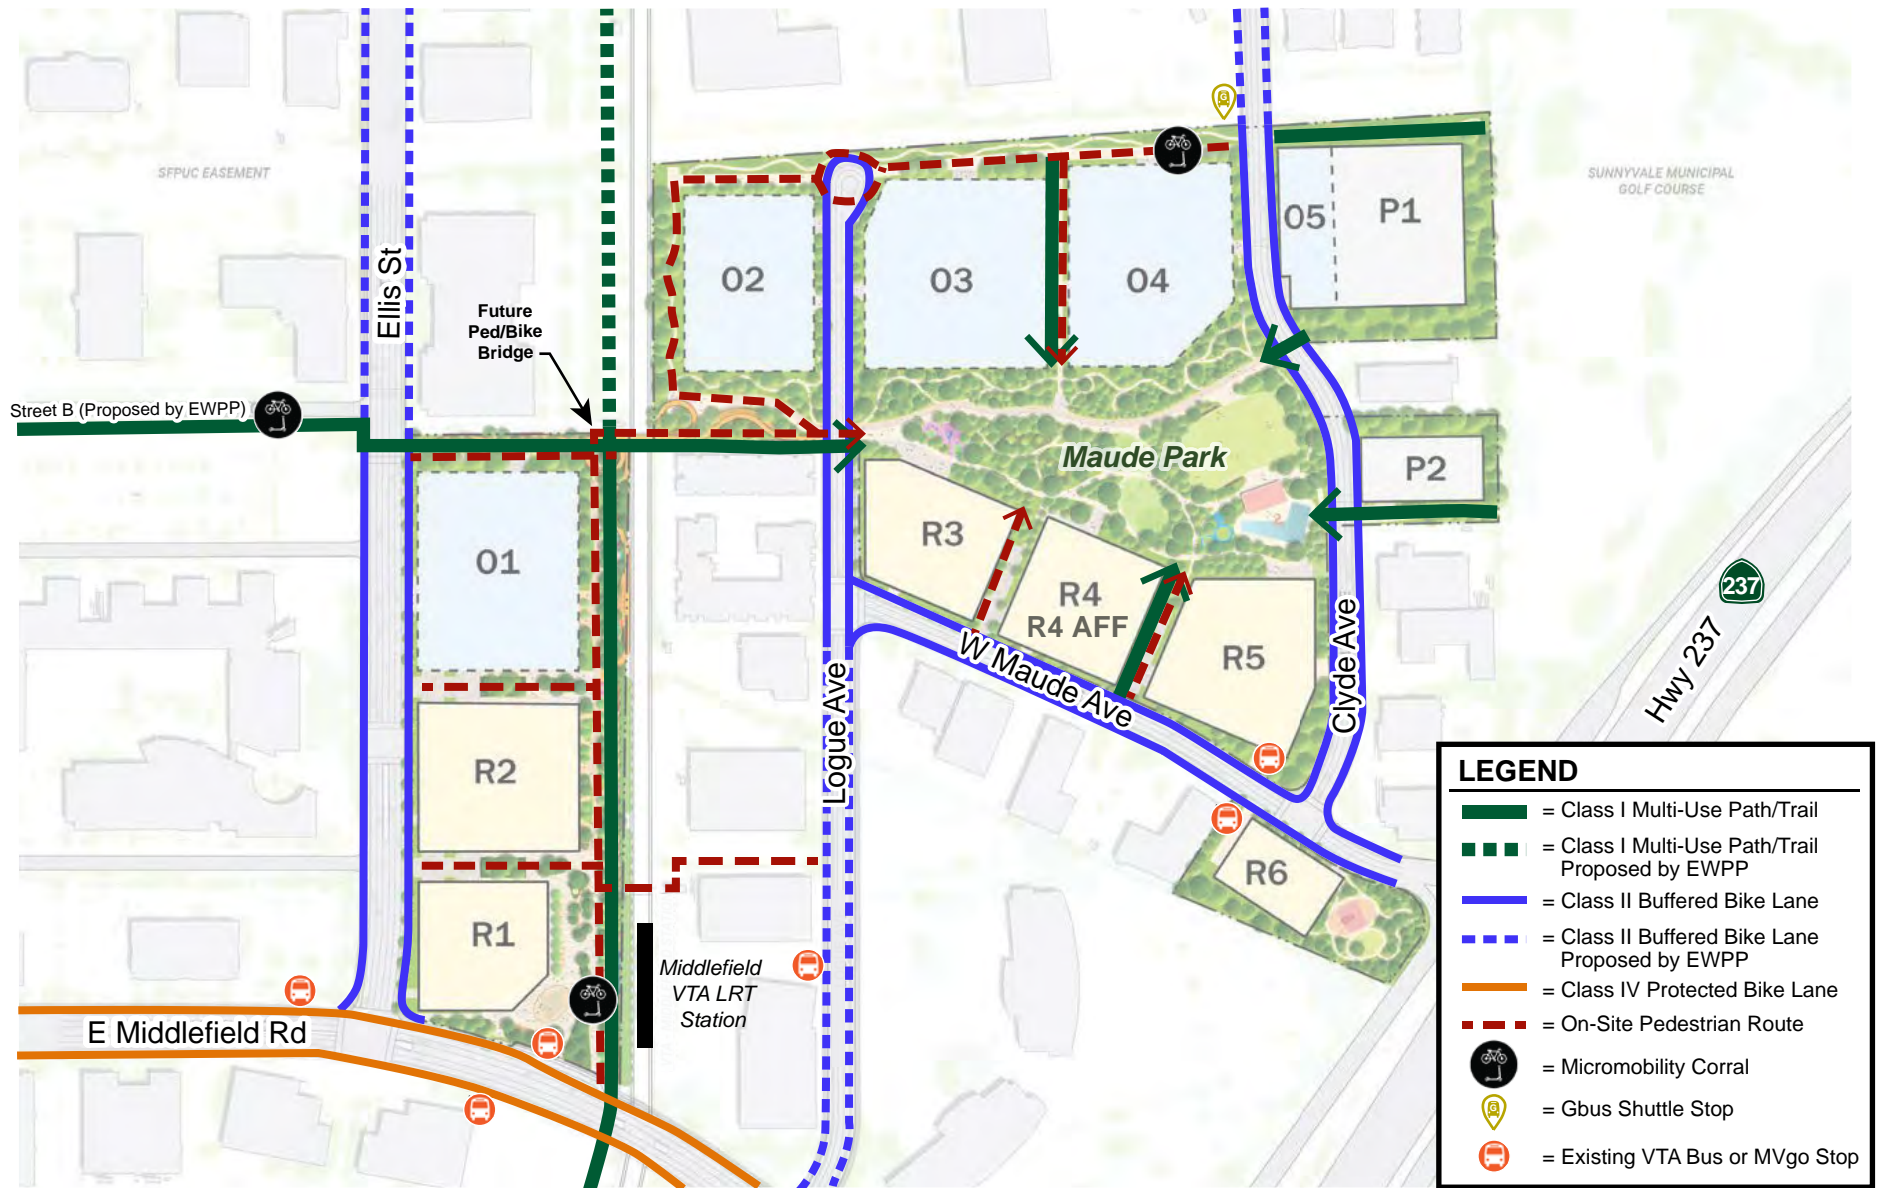 SFPUC EASEMENT
SUNNYVALE MUNICIPAL
GOLF COURSE
Ellis St
Future
Ped/Bike
Bridge
Street B (Proposed by EWPP)
O2
O3
O4
O5
P1
Maude Park
P2
O1
R3
R4
R4 AFF
R5
W Maude Ave
Clyde Ave
Logue Ave
237
Hwy 237
R2
R1
R6
Middlefield
VTA LRT
Station
E Middlefield Rd
LEGEND
= Class I Multi-Use Path/Trail
= Class I Multi-Use Path/Trail
Proposed by EWPP
= Class II Buffered Bike Lane
= Class II Buffered Bike Lane
Proposed by EWPP
= Class IV Protected Bike Lane
= On-Site Pedestrian Route
= Micromobility Corral
= Gbus Shuttle Stop
= Existing VTA Bus or MVgo Stop